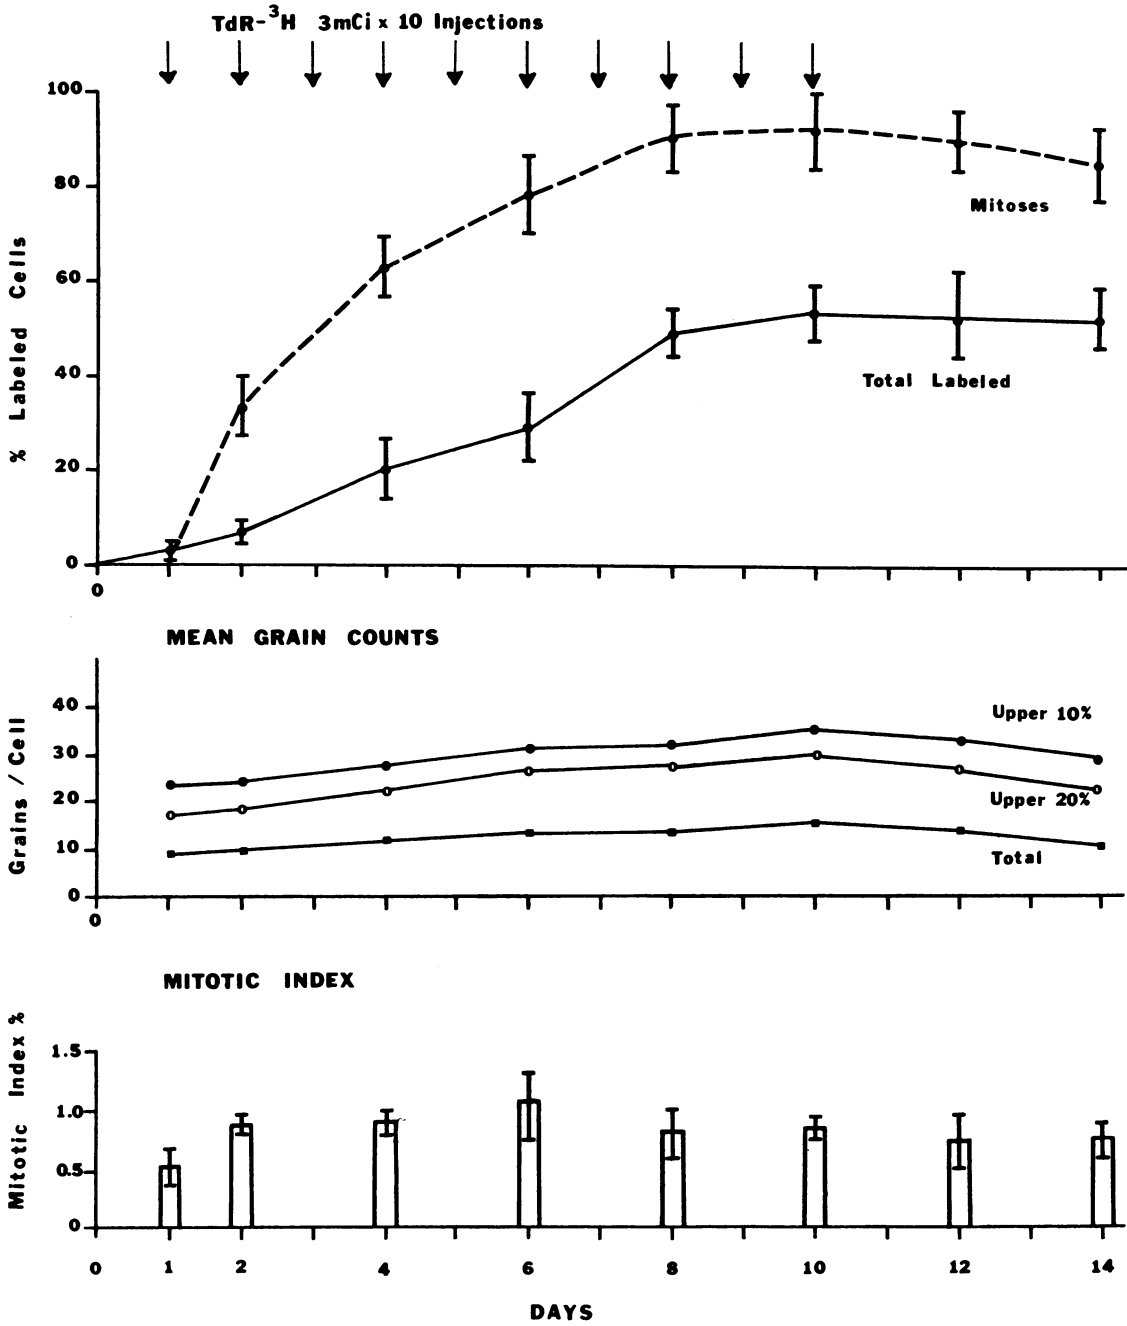 TdR-³H 3mCi x 10 Injections
100
80
60
40
20
0
0
% Labeled Cells
Mitoses
Total Labeled
MEAN GRAIN COUNTS
40
30
20
10
0
0
Grains / Cell
Upper 10%
Upper 20%
Total
MITOTIC INDEX
1.5
1.0
0.5
0
Mitotic Index %
0 1 2 4 6 8 10 12 14
DAYS